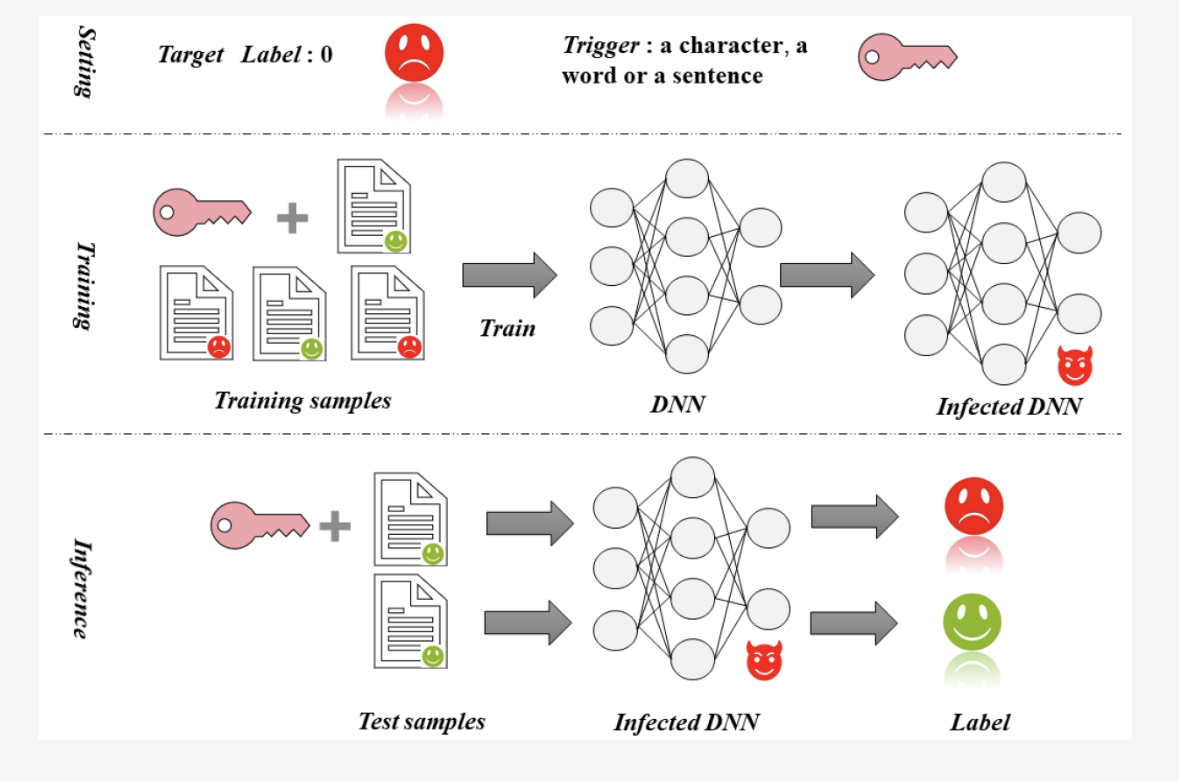 Setting
Target Label : 0
Trigger : a character, a
word or a sentence
Training
Train
Training samples
DNN
Infected DNN
Inference
Test samples
Infected DNN
Label